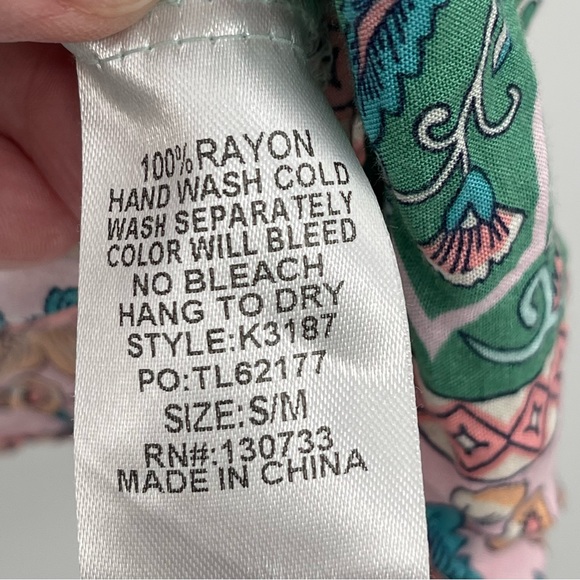 100% RAYON
HAND WASH COLD
WASH SEPARATELY
COLOR WILL BLEED
NO BLEACH
HANG TO DRY
STYLE:K3187
PO:TL62177
SIZE:S/M
RN#:130733
MADE IN CHINA